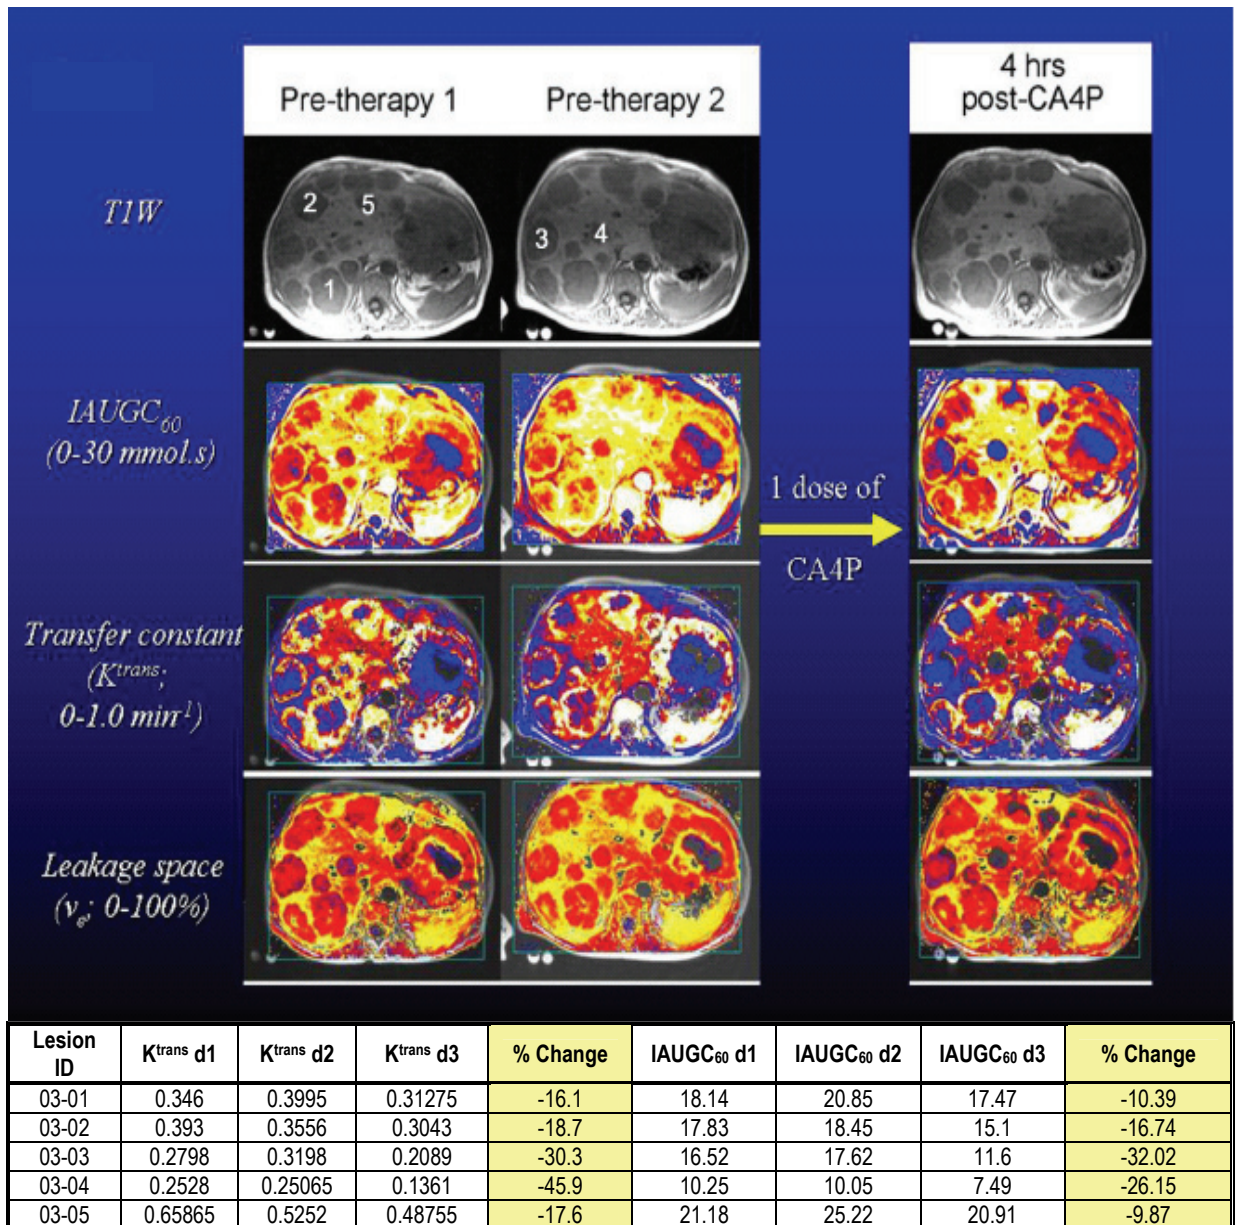 Pre-therapy 1
Pre-therapy 2
4 hrs
post-CA4P
T1W
2
5
1
3
4
IAUGC60
(0-30 mmol.s)
1 dose of
CA4P
Transfer constant
(Ktrans;
0-1.0 min-1)
Leakage space
(ve; 0-100%)
Lesion ID | Ktrans d1 | Ktrans d2 | Ktrans d3 | % Change | IAUGC60 d1 | IAUGC60 d2 | IAUGC60 d3 | % Change
03-01 | 0.346 | 0.3995 | 0.31275 | -16.1 | 18.14 | 20.85 | 17.47 | -10.39
03-02 | 0.393 | 0.3556 | 0.3043 | -18.7 | 17.83 | 18.45 | 15.1 | -16.74
03-03 | 0.2798 | 0.3198 | 0.2089 | -30.3 | 16.52 | 17.62 | 11.6 | -32.02
03-04 | 0.2528 | 0.25065 | 0.1361 | -45.9 | 10.25 | 10.05 | 7.49 | -26.15
03-05 | 0.65865 | 0.5252 | 0.48755 | -17.6 | 21.18 | 25.22 | 20.91 | -9.87